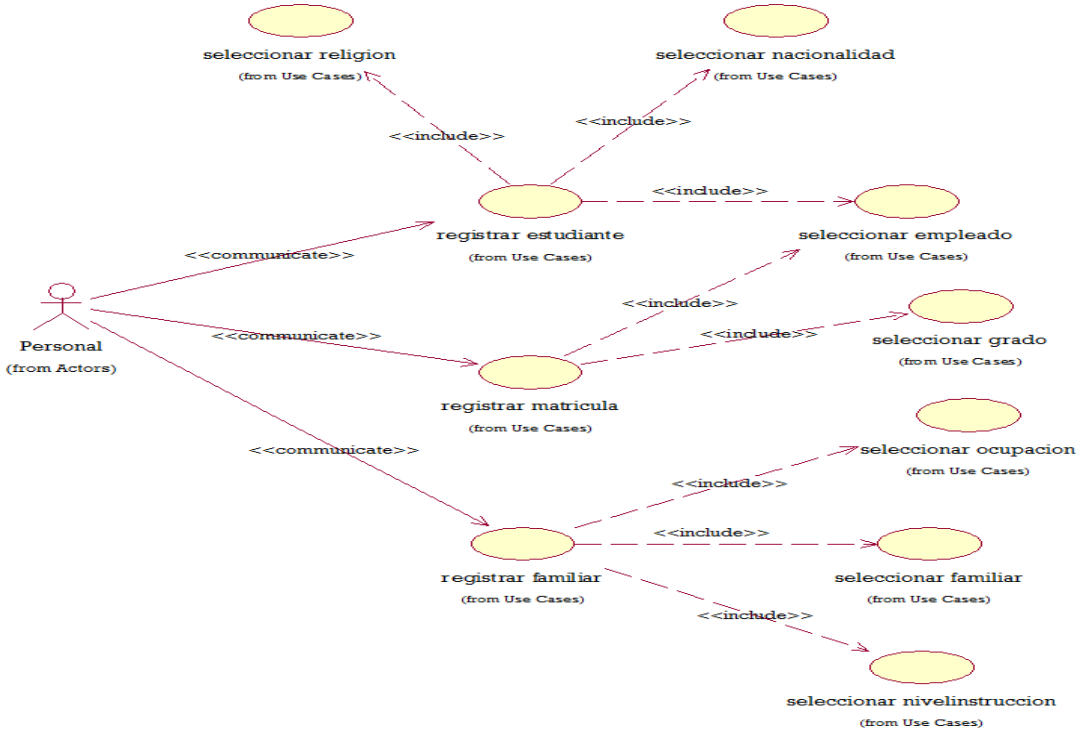 seleccionar religion
(from Use Cases)
seleccionar nacionalidad
(from Use Cases)
<<include>>
<<include>>
<<include>>
registrar estudiante
(from Use Cases)
seleccionar empleado
(from Use Cases)
<<communicate>>
<<include>>
<<include>>
<<communicate>>
Personal
(from Actors)
seleccionar grado
(from Use Cases)
registrar matricula
(from Use Cases)
<<communicate>>
seleccionar ocupacion
(from Use Cases)
<<include>>
<<include>>
registrar familiar
(from Use Cases)
seleccionar familiar
(from Use Cases)
<<include>>
seleccionar nivelinstruccion
(from Use Cases)